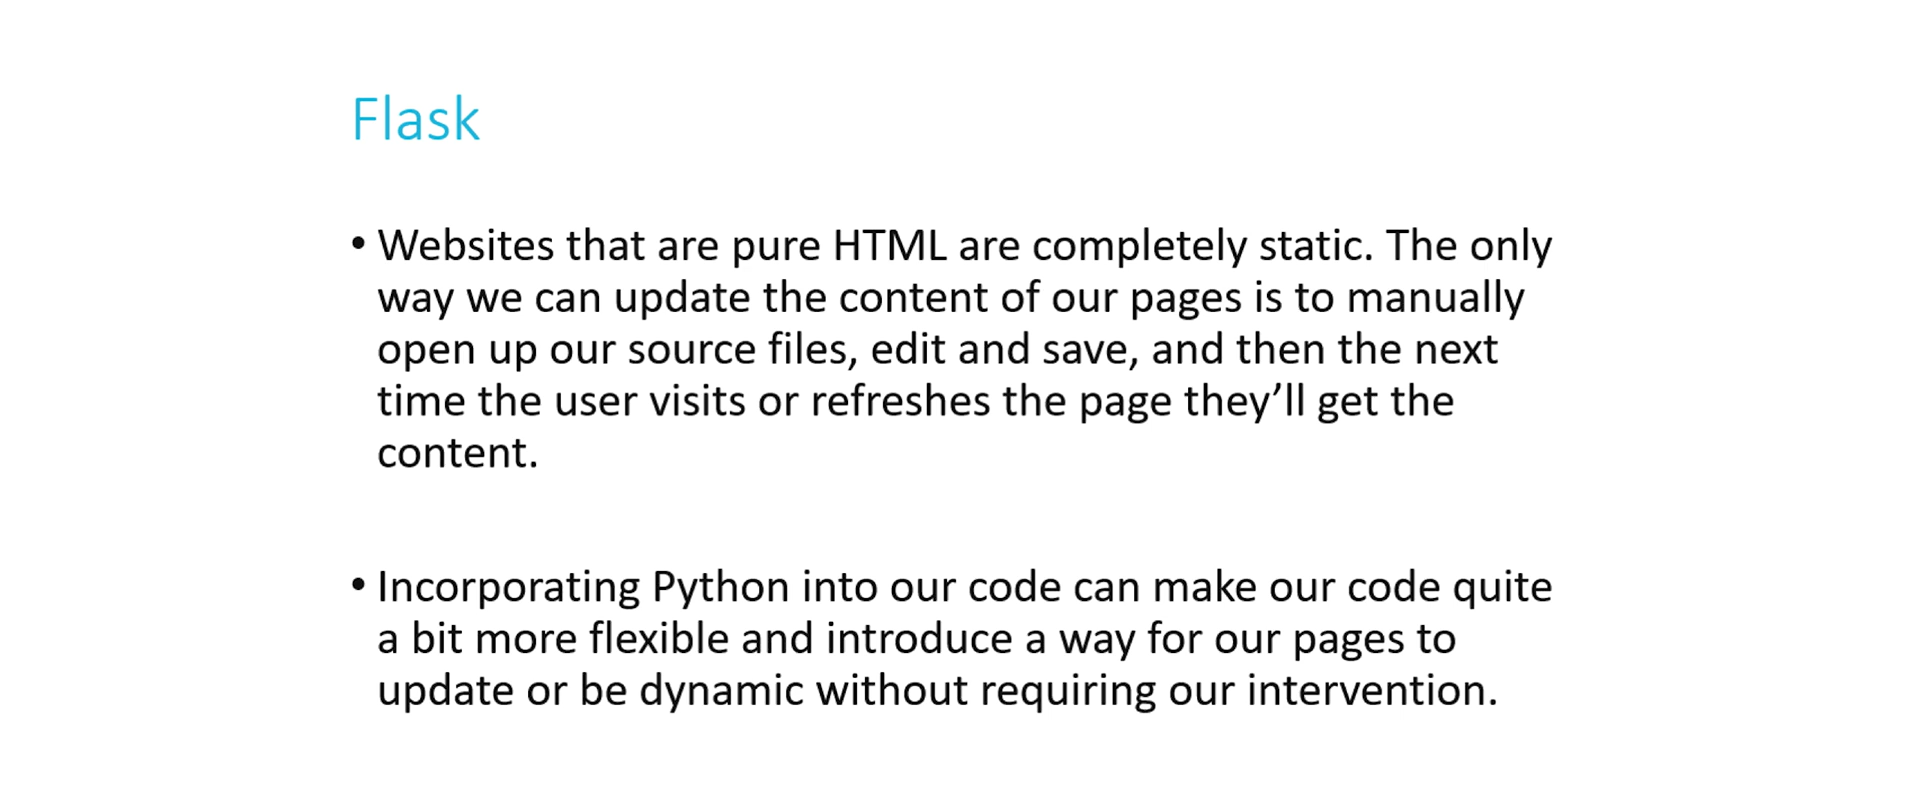 Flask
• Websites that are pure HTML are completely static. The only
way we can update the content of our pages is to manually
open up our source files, edit and save, and then the next
time the user visits or refreshes the page they’ll get the
content.
• Incorporating Python into our code can make our code quite
a bit more flexible and introduce a way for our pages to
update or be dynamic without requiring our intervention.